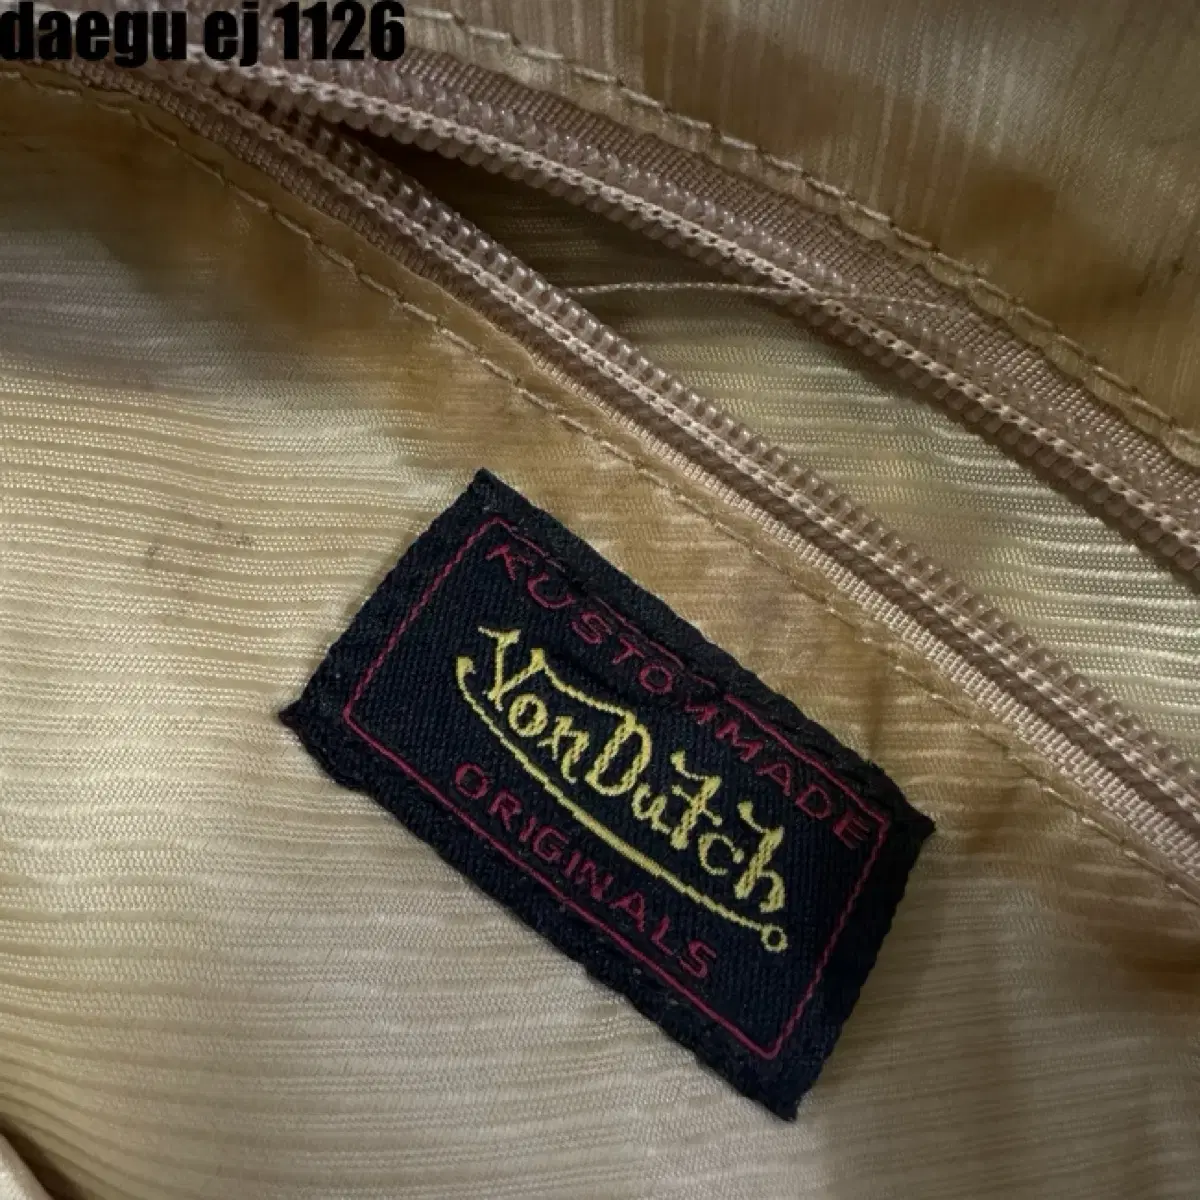 daegu ej 1126
KUSTOMMADE
VonDutch
ORIGINALS